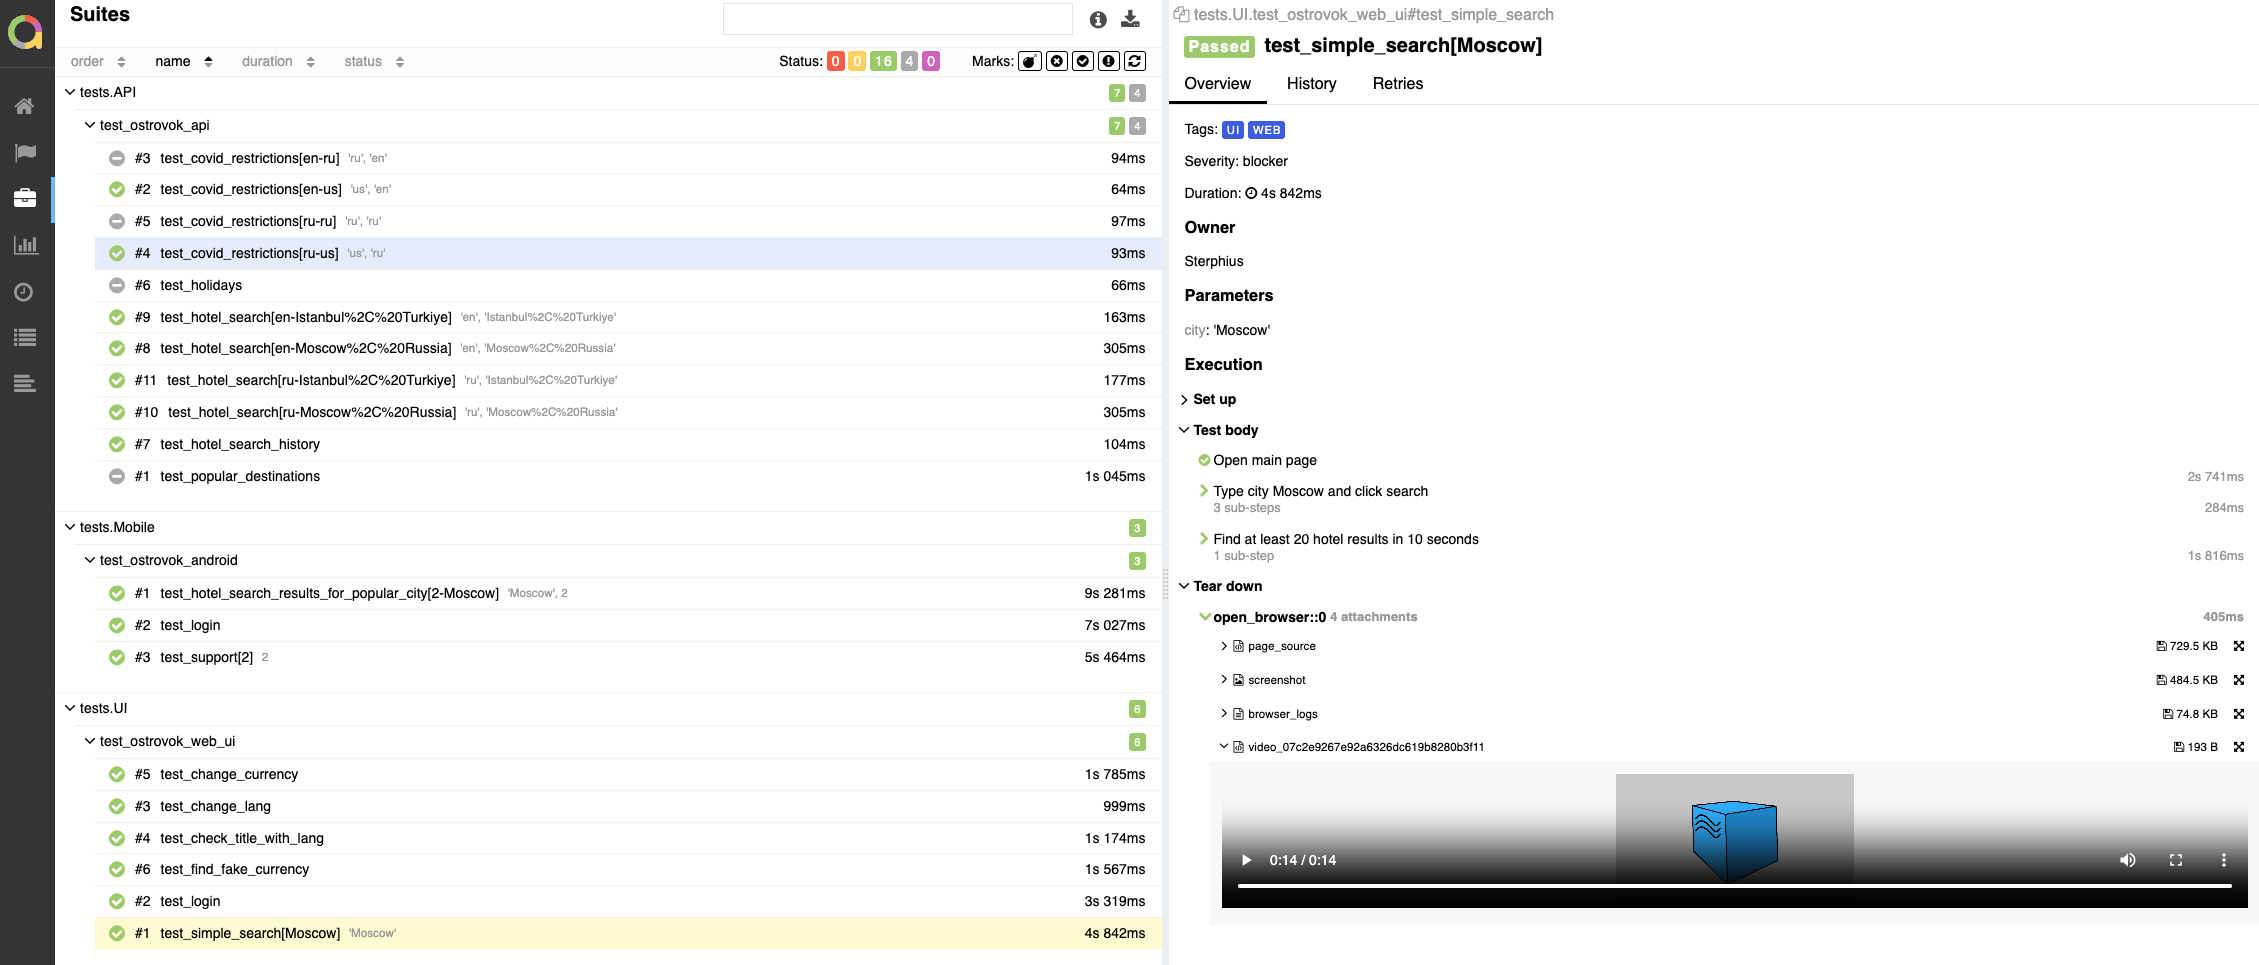 Suites
order name duration status Status: 0 0 16 4 0 Marks:
tests.API 7 4
test_ostrovok_api 7 4
#3 test_covid_restrictions[en-ru] 'ru', 'en' 94ms
#2 test_covid_restrictions[en-us] 'us', 'en' 64ms
#5 test_covid_restrictions[ru-ru] 'ru', 'ru' 97ms
#4 test_covid_restrictions[ru-us] 'us', 'ru' 93ms
#6 test_holidays 66ms
#9 test_hotel_search[en-Istanbul%2C%20Turkiye] 'en', 'Istanbul%2C%20Turkiye' 163ms
#8 test_hotel_search[en-Moscow%2C%20Russia] 'en', 'Moscow%2C%20Russia' 305ms
#11 test_hotel_search[ru-Istanbul%2C%20Turkiye] 'ru', 'Istanbul%2C%20Turkiye' 177ms
#10 test_hotel_search[ru-Moscow%2C%20Russia] 'ru', 'Moscow%2C%20Russia' 305ms
#7 test_hotel_search_history 104ms
#1 test_popular_destinations 1s 045ms
tests.Mobile 3
test_ostrovok_android 3
#1 test_hotel_search_results_for_popular_city[2-Moscow] 'Moscow', 2 9s 281ms
#2 test_login 7s 027ms
#3 test_support[2] 2 5s 464ms
tests.UI 6
test_ostrovok_web_ui 6
#5 test_change_currency 1s 785ms
#3 test_change_lang 999ms
#4 test_check_title_with_lang 1s 174ms
#6 test_find_fake_currency 1s 567ms
#2 test_login 3s 319ms
#1 test_simple_search[Moscow] 'Moscow' 4s 842ms
tests.UI.test_ostrovok_web_ui#test_simple_search
Passed test_simple_search[Moscow]
Overview History Retries
Tags: UI WEB
Severity: blocker
Duration: 4s 842ms
Owner
Sterphius
Parameters
city: 'Moscow'
Execution
Set up
Test body
Open main page
2s 741ms
Type city Moscow and click search
3 sub-steps 284ms
Find at least 20 hotel results in 10 seconds
1 sub-step 1s 816ms
Tear down
open_browser::0 4 attachments 405ms
page_source 729.5 KB
screenshot 484.5 KB
browser_logs 74.8 KB
video_07c2e9267e92a6326dc619b8280b3f11 193 B
0:14 / 0:14